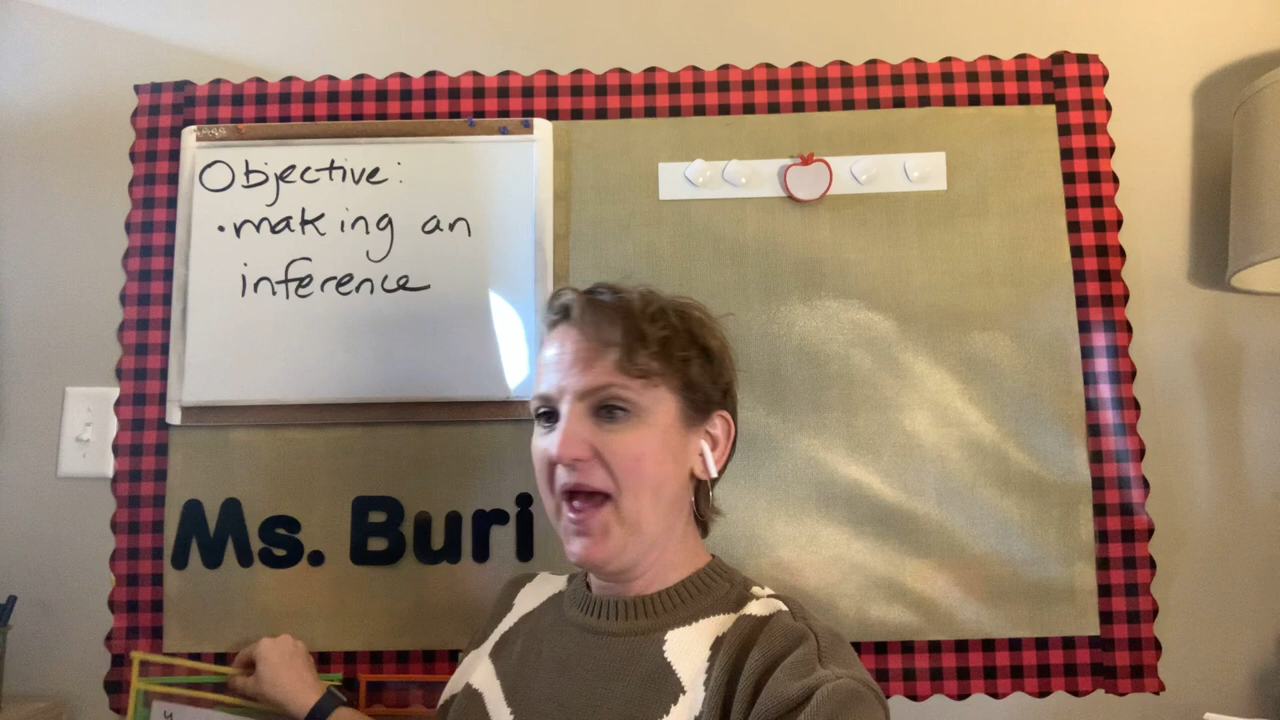 Objective:
• making an
inference
Ms. Buri